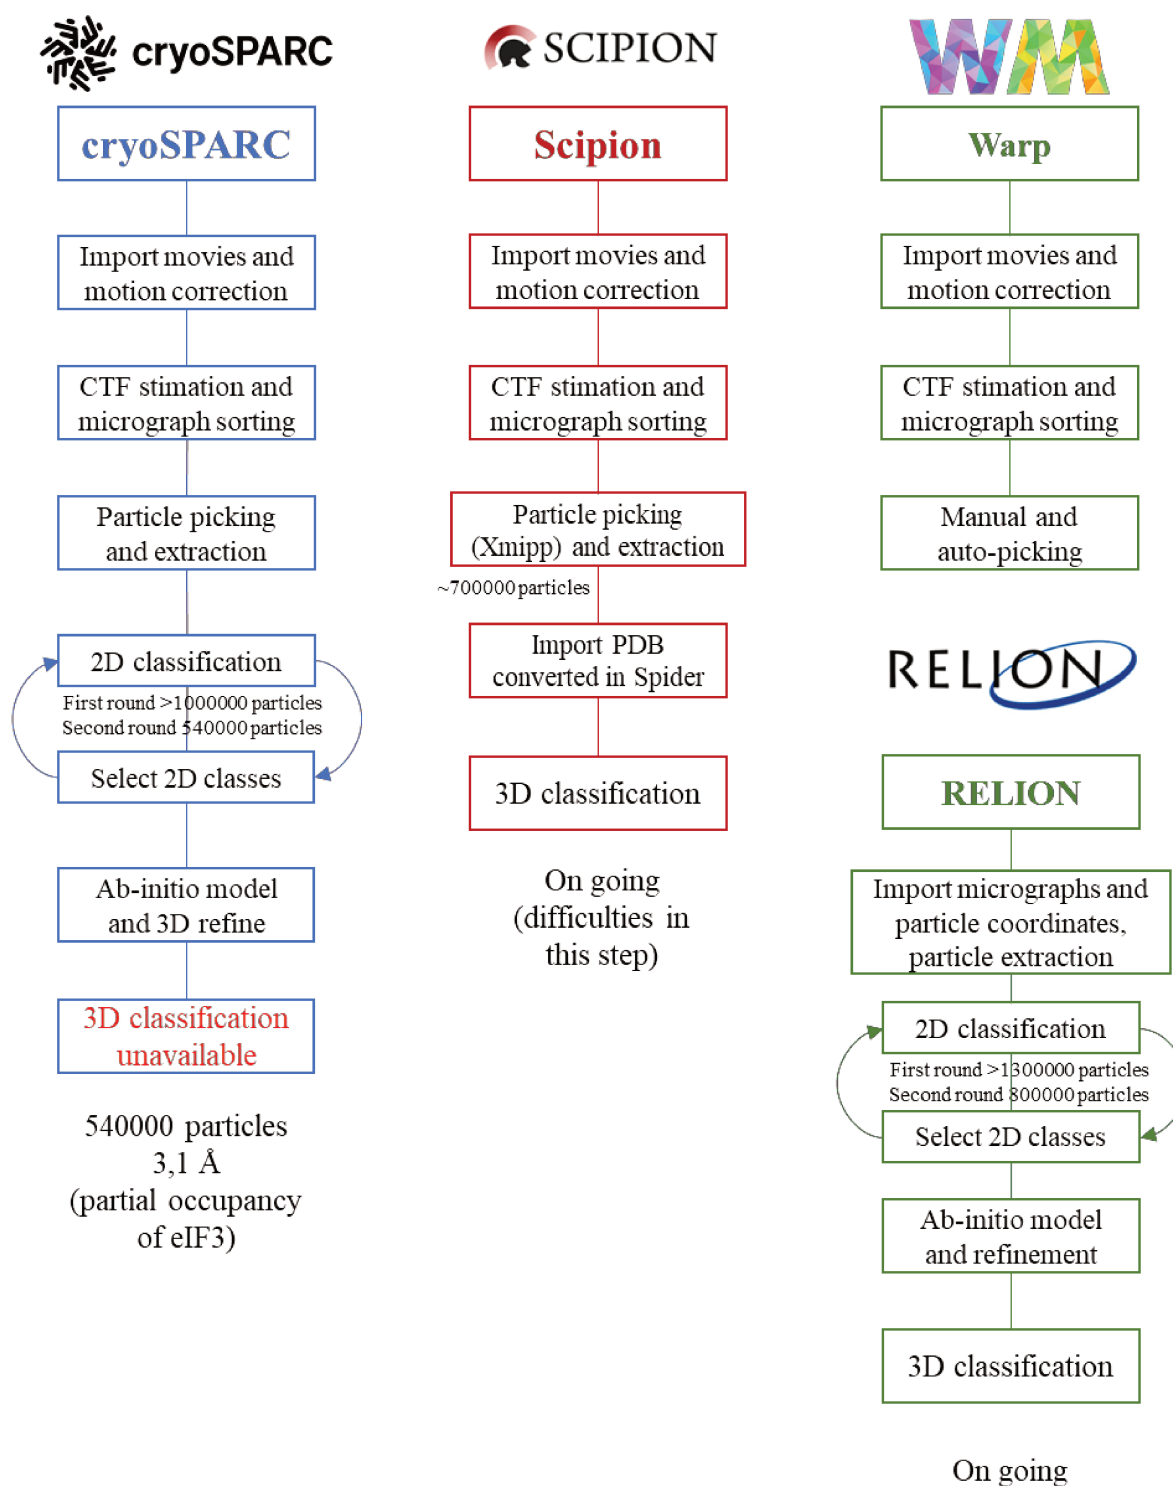 cryoSPARC
cryoSPARC
Import movies and
motion correction
CTF stimation and
micrograph sorting
Particle picking
and extraction
2D classification
First round >1000000 particles
Second round 540000 particles
Select 2D classes
Ab-initio model
and 3D refine
3D classification
unavailable
540000 particles
3,1 Å
(partial occupancy
of eIF3)
SCIPION
Scipion
Import movies and
motion correction
CTF stimation and
micrograph sorting
Particle picking
(Xmipp) and extraction
~700000 particles
Import PDB
converted in Spider
3D classification
On going
(difficulties in
this step)
WM
Warp
Import movies and
motion correction
CTF stimation and
micrograph sorting
Manual and
auto-picking
RELION
RELION
Import micrographs and
particle coordinates,
particle extraction
2D classification
First round >1300000 particles
Second round 800000 particles
Select 2D classes
Ab-initio model
and refinement
3D classification
On going